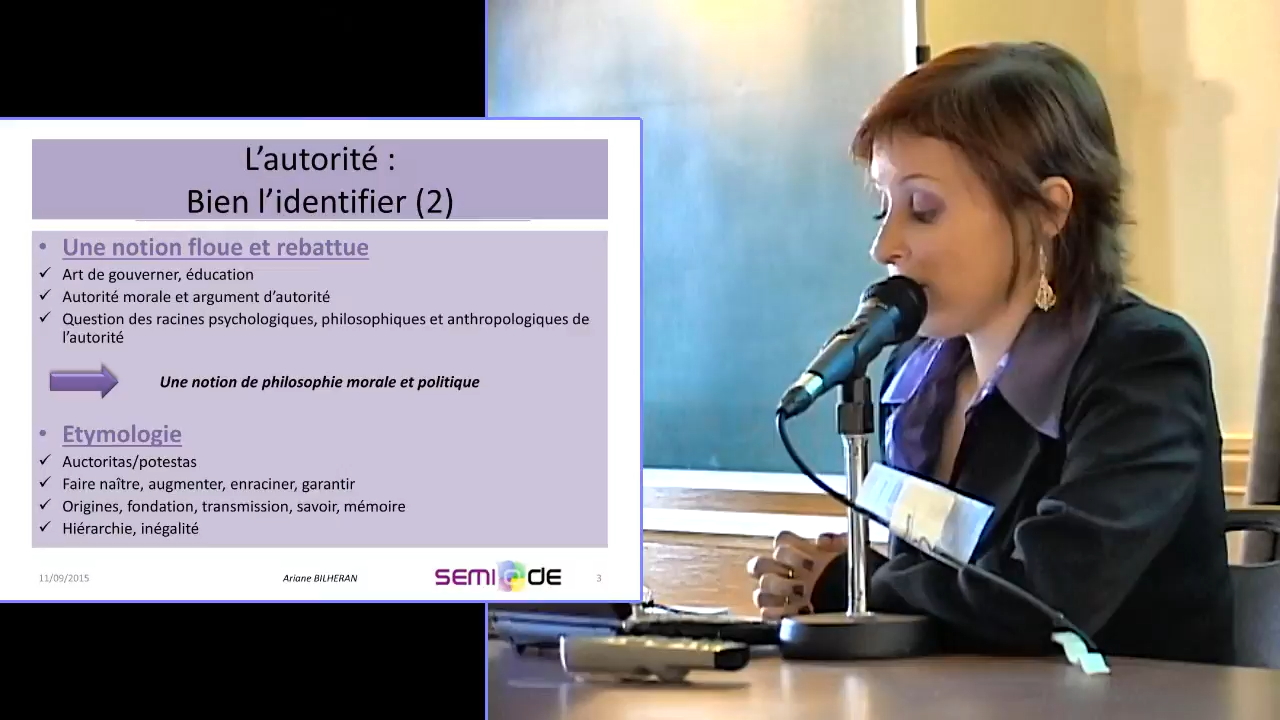 L’autorité :
Bien l’identifier (2)
• Une notion floue et rebattue
✓ Art de gouverner, éducation
✓ Autorité morale et argument d’autorité
✓ Question des racines psychologiques, philosophiques et anthropologiques de
l’autorité
Une notion de philosophie morale et politique
• Etymologie
✓ Auctoritas/potestas
✓ Faire naître, augmenter, enraciner, garantir
✓ Origines, fondation, transmission, savoir, mémoire
✓ Hiérarchie, inégalité
11/09/2015 Ariane BILHERAN SEMI@DE 3